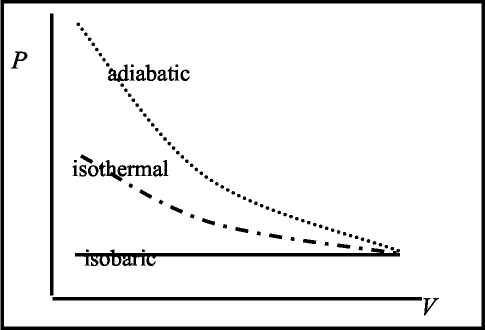 P
adiabatic
isothermal
isobaric
V